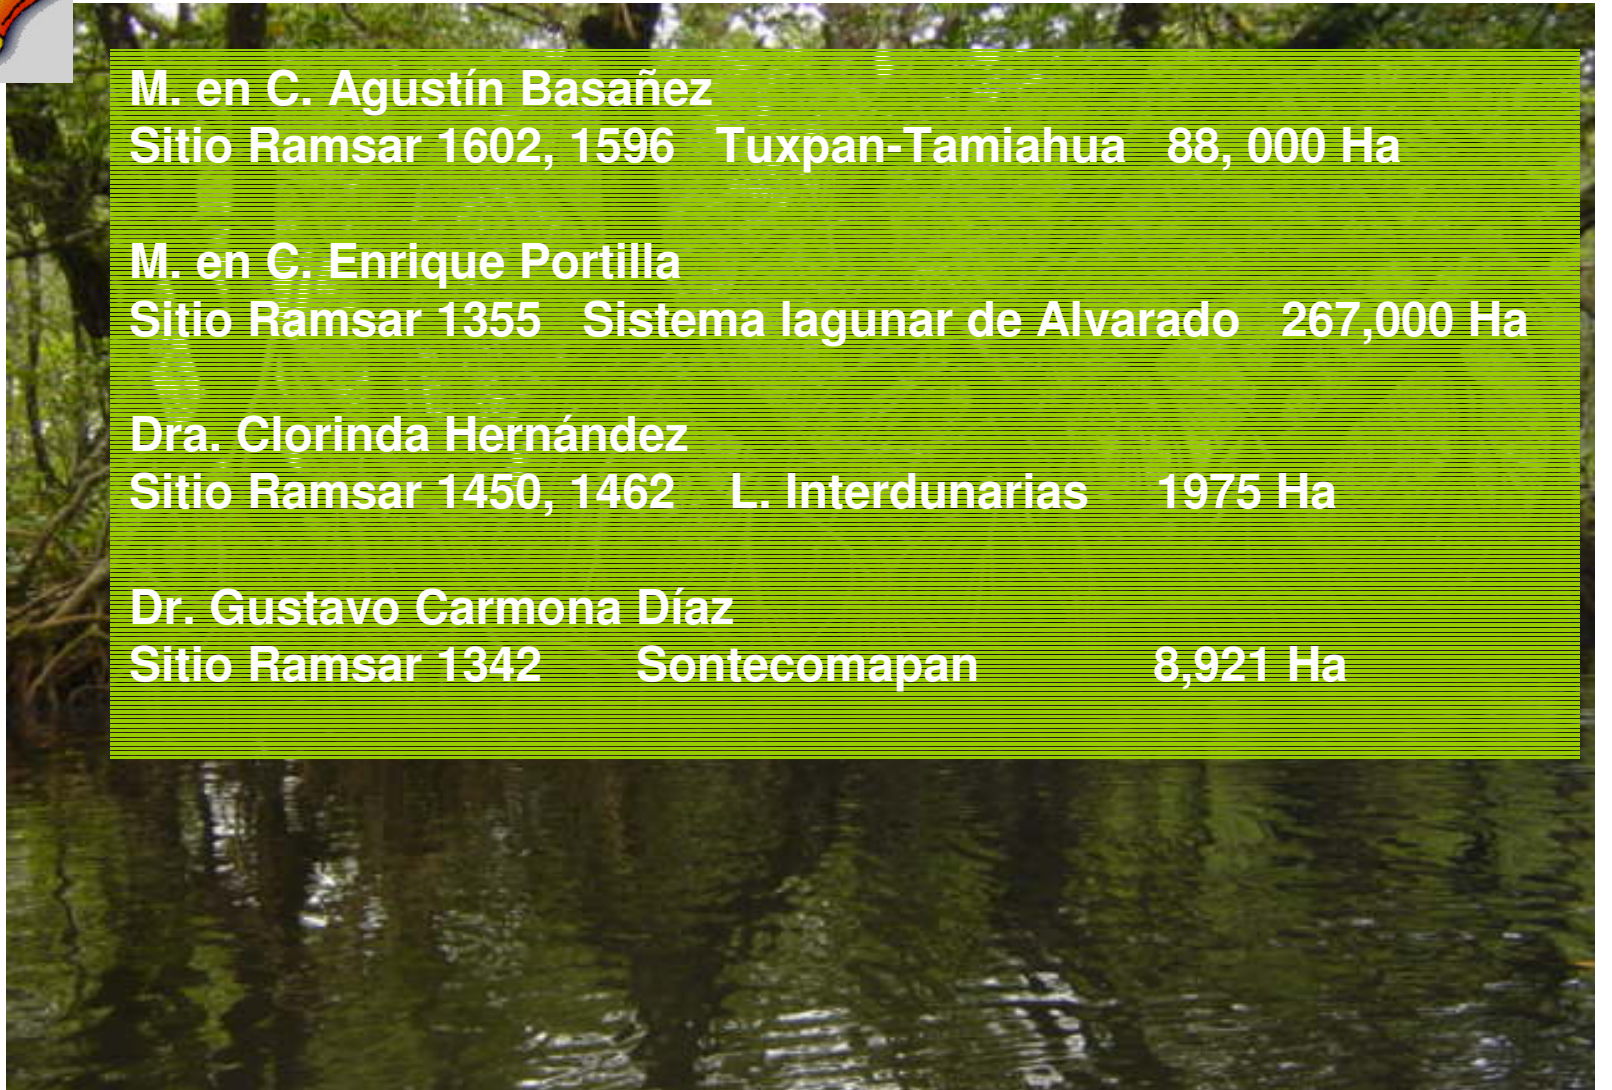 M. en C. Agustín Basañez
Sitio Ramsar 1602, 1596 Tuxpan-Tamiahua 88, 000 Ha
M. en C. Enrique Portilla
Sitio Ramsar 1355 Sistema lagunar de Alvarado 267,000 Ha
Dra. Clorinda Hernández
Sitio Ramsar 1450, 1462 L. Interdunarias 1975 Ha
Dr. Gustavo Carmona Díaz
Sitio Ramsar 1342 Sontecomapan 8,921 Ha